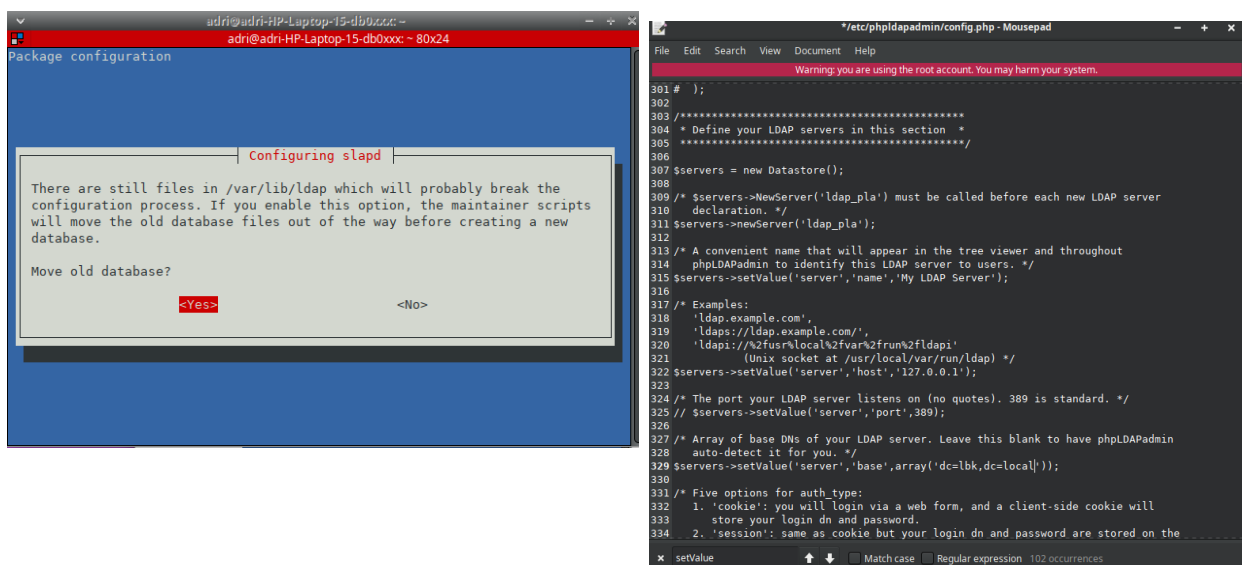 adri@adri-HP-Laptop-15-db0xxx: ~
adri@adri-HP-Laptop-15-db0xxx: ~ 80x24
Package configuration
Configuring slapd
There are still files in /var/lib/ldap which will probably break the
configuration process. If you enable this option, the maintainer scripts
will move the old database files out of the way before creating a new
database.
Move old database?
<Yes> <No>
*/etc/phpldapadmin/config.php - Mousepad
File Edit Search View Document Help
Warning: you are using the root account. You may harm your system.
301 #  );
302
303 /*********************************************
304  * Define your LDAP servers in this section  *
305  *********************************************/
306
307 $servers = new Datastore();
308
309 /* $servers->NewServer('ldap_pla') must be called before each new LDAP server
310    declaration. */
311 $servers->newServer('ldap_pla');
312
313 /* A convenient name that will appear in the tree viewer and throughout
314    phpLDAPadmin to identify this LDAP server to users. */
315 $servers->setValue('server','name','My LDAP Server');
316
317 /* Examples:
318    'ldap.example.com',
319    'ldaps://ldap.example.com/',
320    'ldapi://%2fusr%local%2fvar%2frun%2fldapi'
321            (Unix socket at /usr/local/var/run/ldap) */
322 $servers->setValue('server','host','127.0.0.1');
323
324 /* The port your LDAP server listens on (no quotes). 389 is standard. */
325 // $servers->setValue('server','port',389);
326
327 /* Array of base DNs of your LDAP server. Leave this blank to have phpLDAPadmin
328    auto-detect it for you. */
329 $servers->setValue('server','base',array('dc=lbk,dc=local'));
330
331 /* Five options for auth_type:
332    1. 'cookie': you will login via a web form, and a client-side cookie will
333       store your login dn and password.
334    2. 'session': same as cookie but your login dn and password are stored on the
setValue Match case Regular expression 102 occurrences